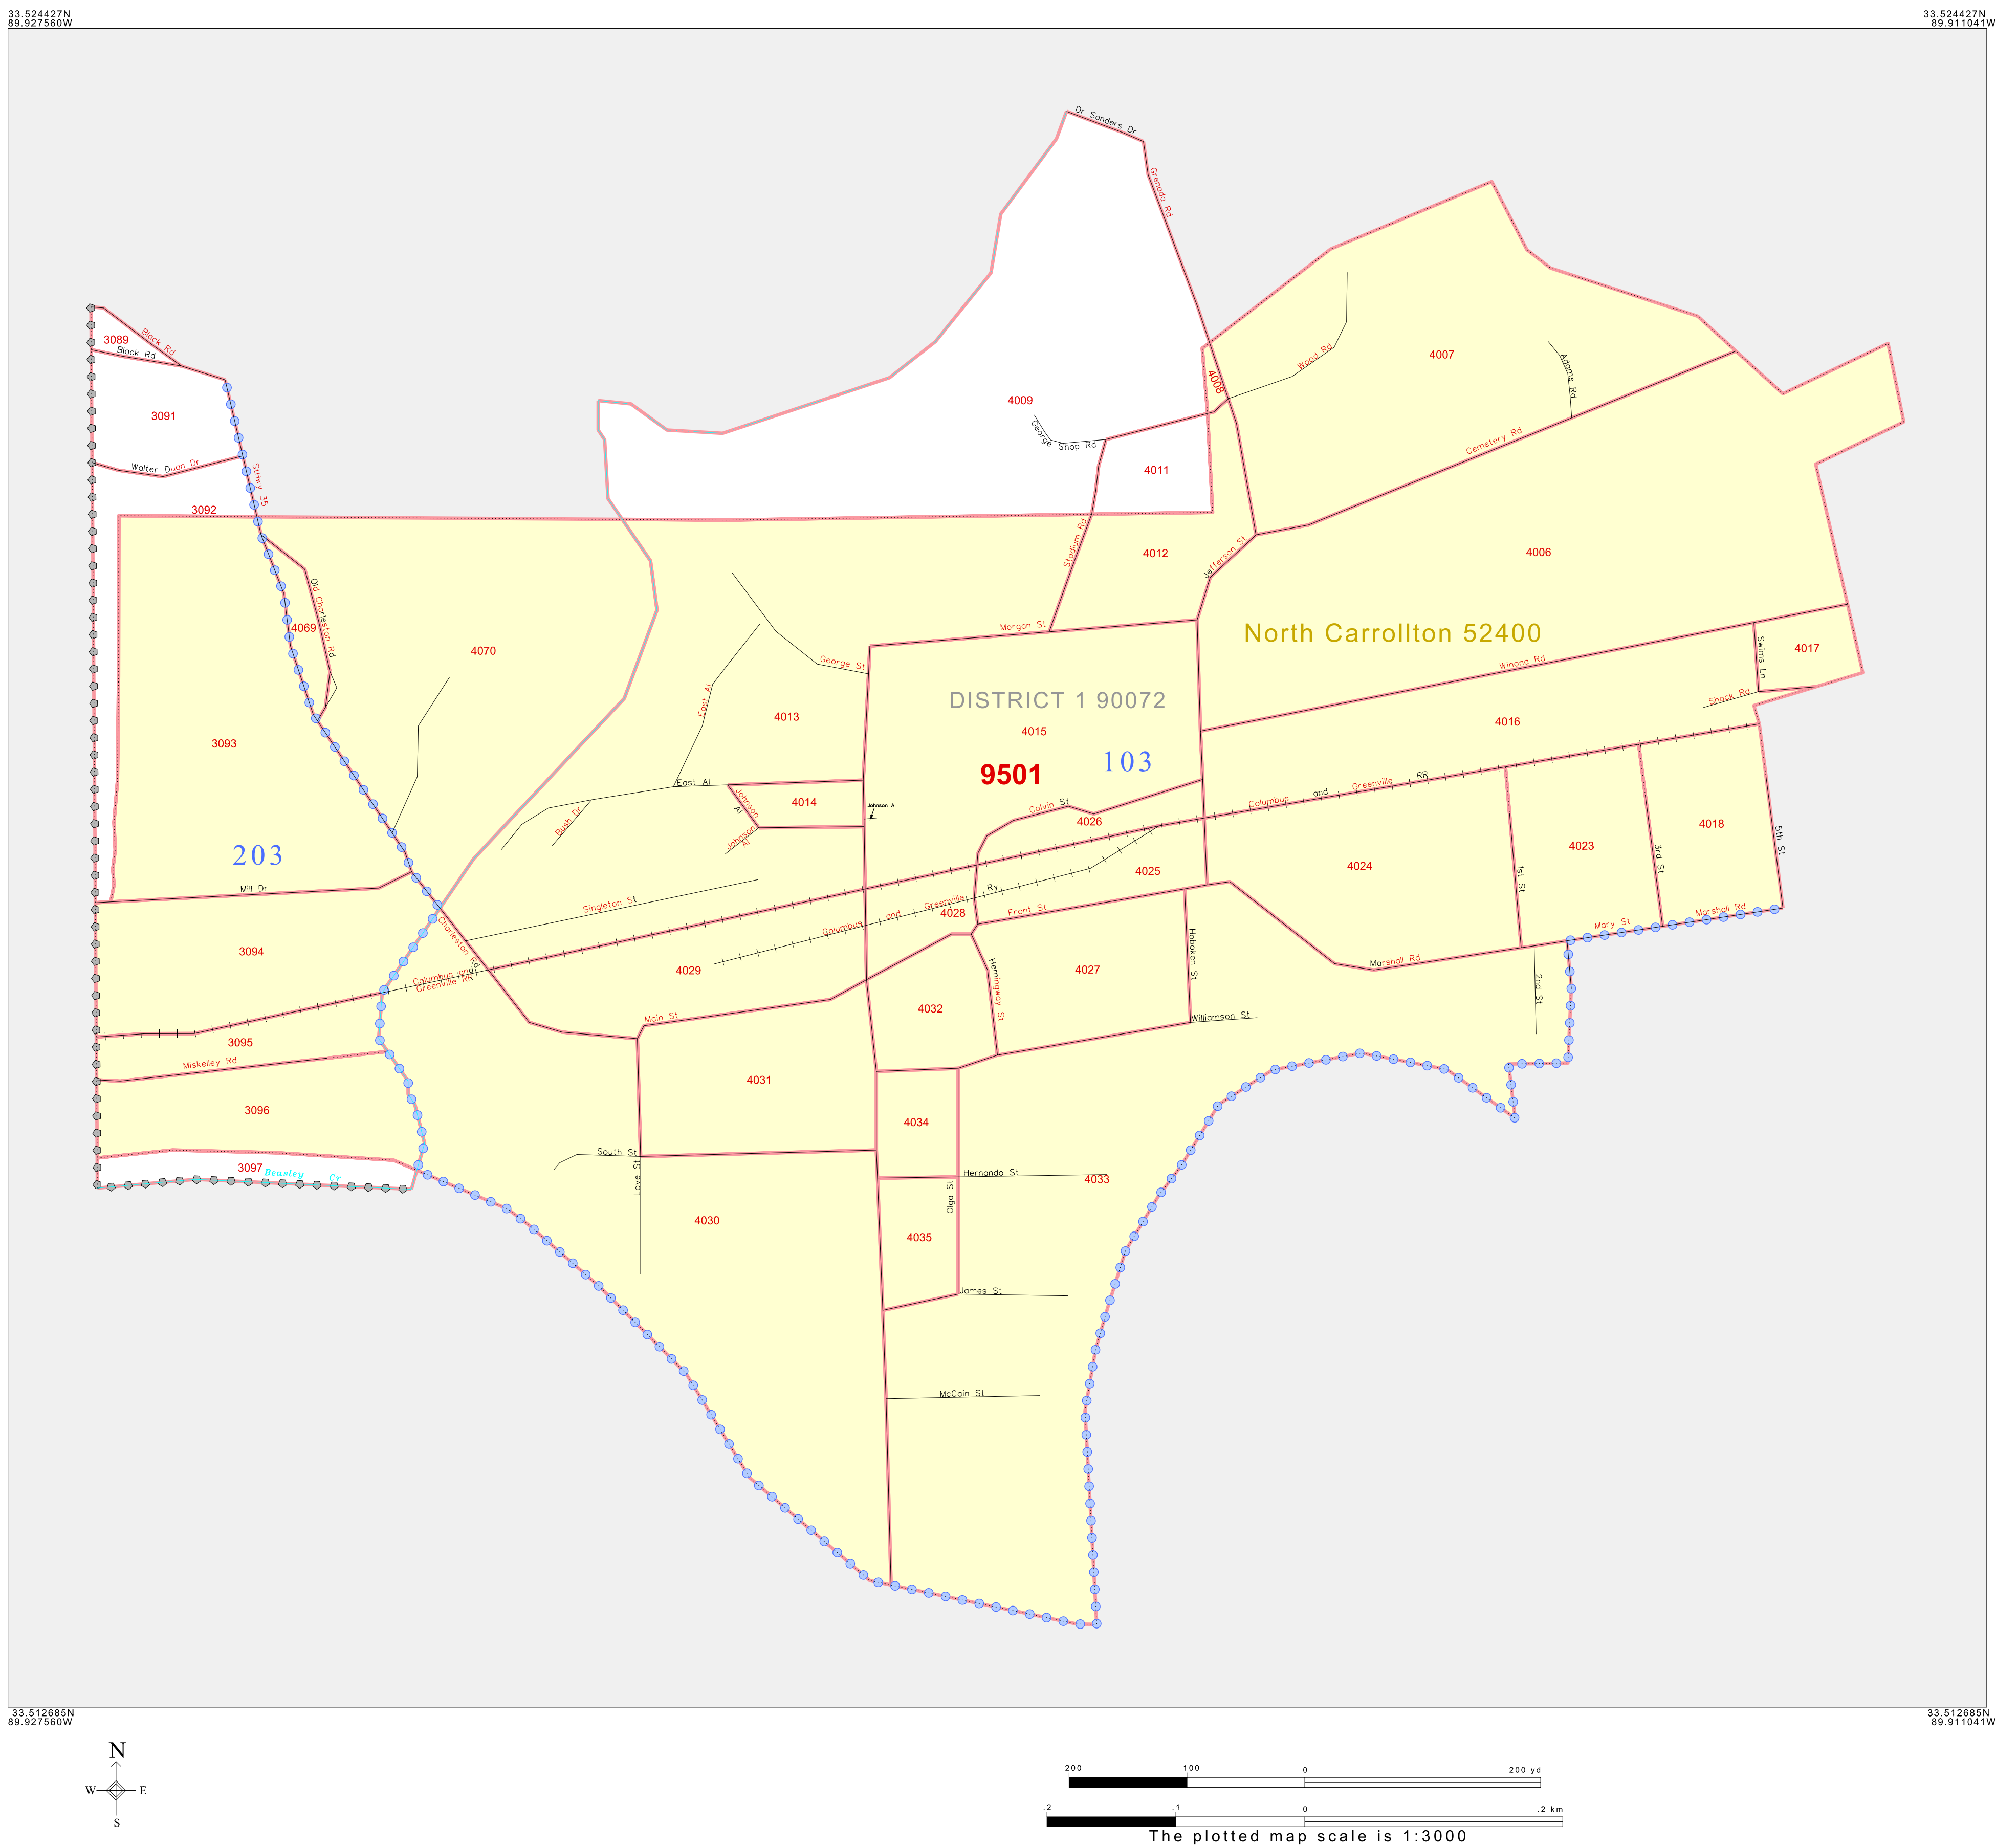 33.524427N
89.927560W
33.524427N
89.911041W
Dr Sanders Dr
Grenada Rd
Black Rd
3089
Black Rd
3091
Walter Duan Dr
StHwy 35
3092
4009
George Shop Rd
4011
4008
Wood Rd
4007
Adams Rd
Cemetery Rd
Stadium Rd
4012
Jefferson St
4006
Old Charleston Rd
4069
4070
Morgan St
North Carrollton 52400
George St
Winona Rd
Swims Ln
4017
Shack Rd
DISTRICT 1 90072
East Al
4013
4015
4016
3093
9501
103
East Al
Johnson Al
4014
Johnson Al
Johnson Al
Bush Dr
Colvin St
4026
Columbus and Greenville RR
4018
5th St
203
4023
3rd St
4024
1st St
4025
Mill Dr
Singleton St
Columbus and Greenville Ry
4028
Front St
Mary St
Marshall Rd
Charleston Rd
3094
4029
4027
Hoboken St
Marshall Rd
Columbus and
Greenville RR
Hemingway St
2nd St
Main St
4032
Williamson St
3095
Miskelley Rd
4031
3096
4034
South St
Love St
3097
Beasley Cr
Hernando St
4033
Olga St
4030
4035
James St
McCain St
33.512685N
89.927560W
33.512685N
89.911041W
N
W
E
S
200
100
0
200 yd
.2
.1
0
.2 km
The plotted map scale is 1:3000